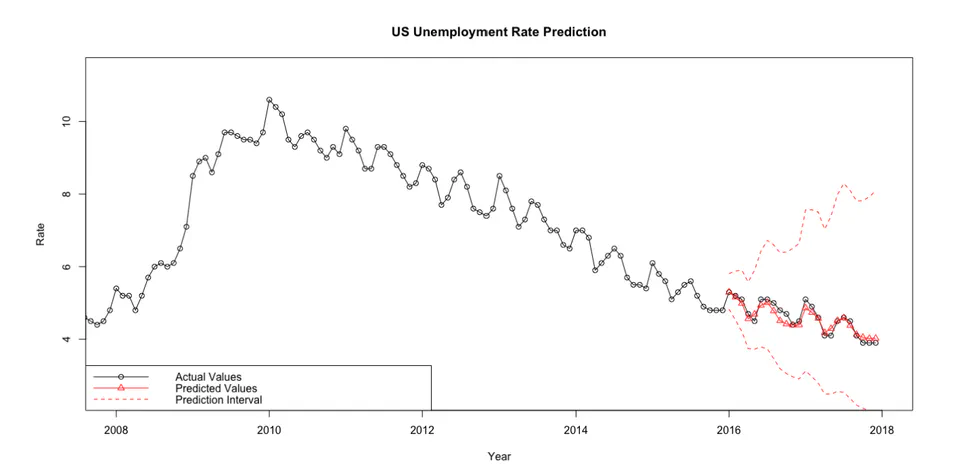 US Unemployment Rate Prediction
10
8
6
4
Rate
Actual Values
Predicted Values
Prediction Interval
2008 2010 2012 2014 2016 2018
Year